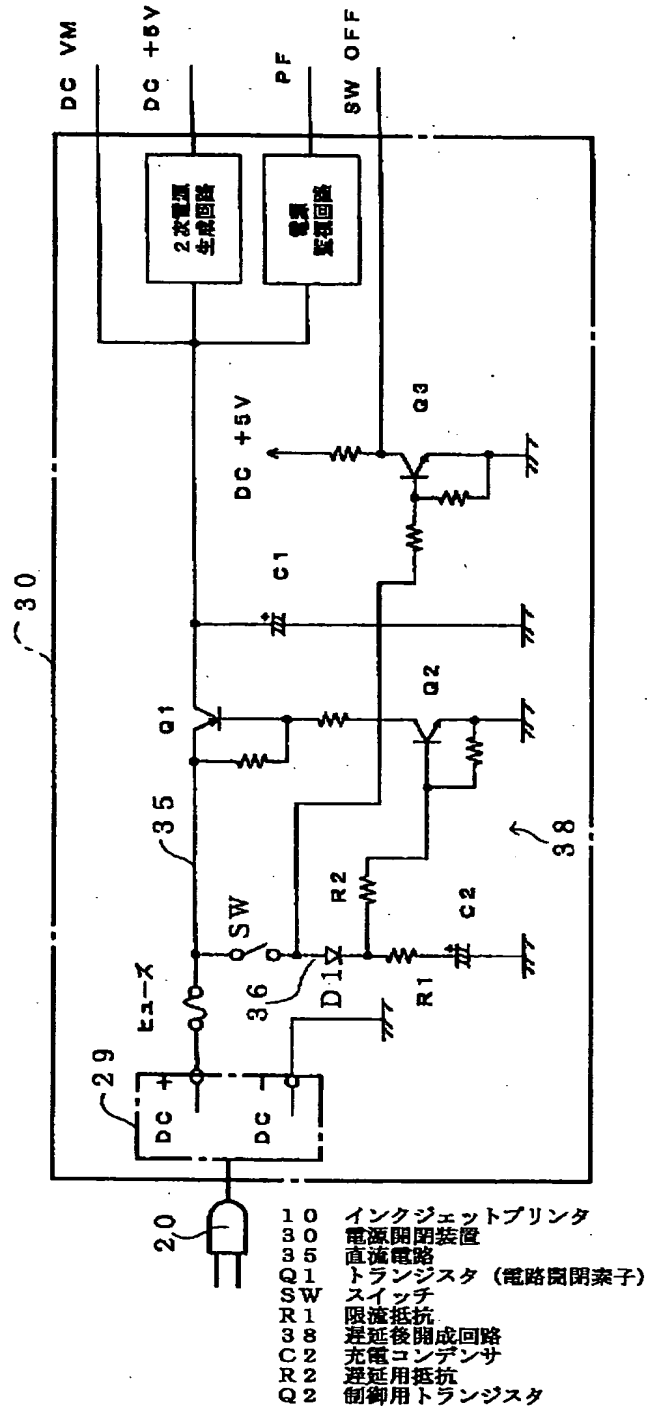 DC VM
DC +5V
PF
SW OFF
2次電源
生成回路
電源
監視回路
30
DC +5V
Q3
C1
Q1
Q2
35
38
SW
R2
C2
36
D1
R1
ヒューズ
29
DC +
DC −
20
10 インクジェットプリンタ
30 電源開閉装置
35 直流電路
Q1 トランジスタ(電路開閉素子)
SW スイッチ
R1 限流抵抗
38 遅延後開成回路
C2 充電コンデンサ
R2 遅延用抵抗
Q2 制御用トランジスタ